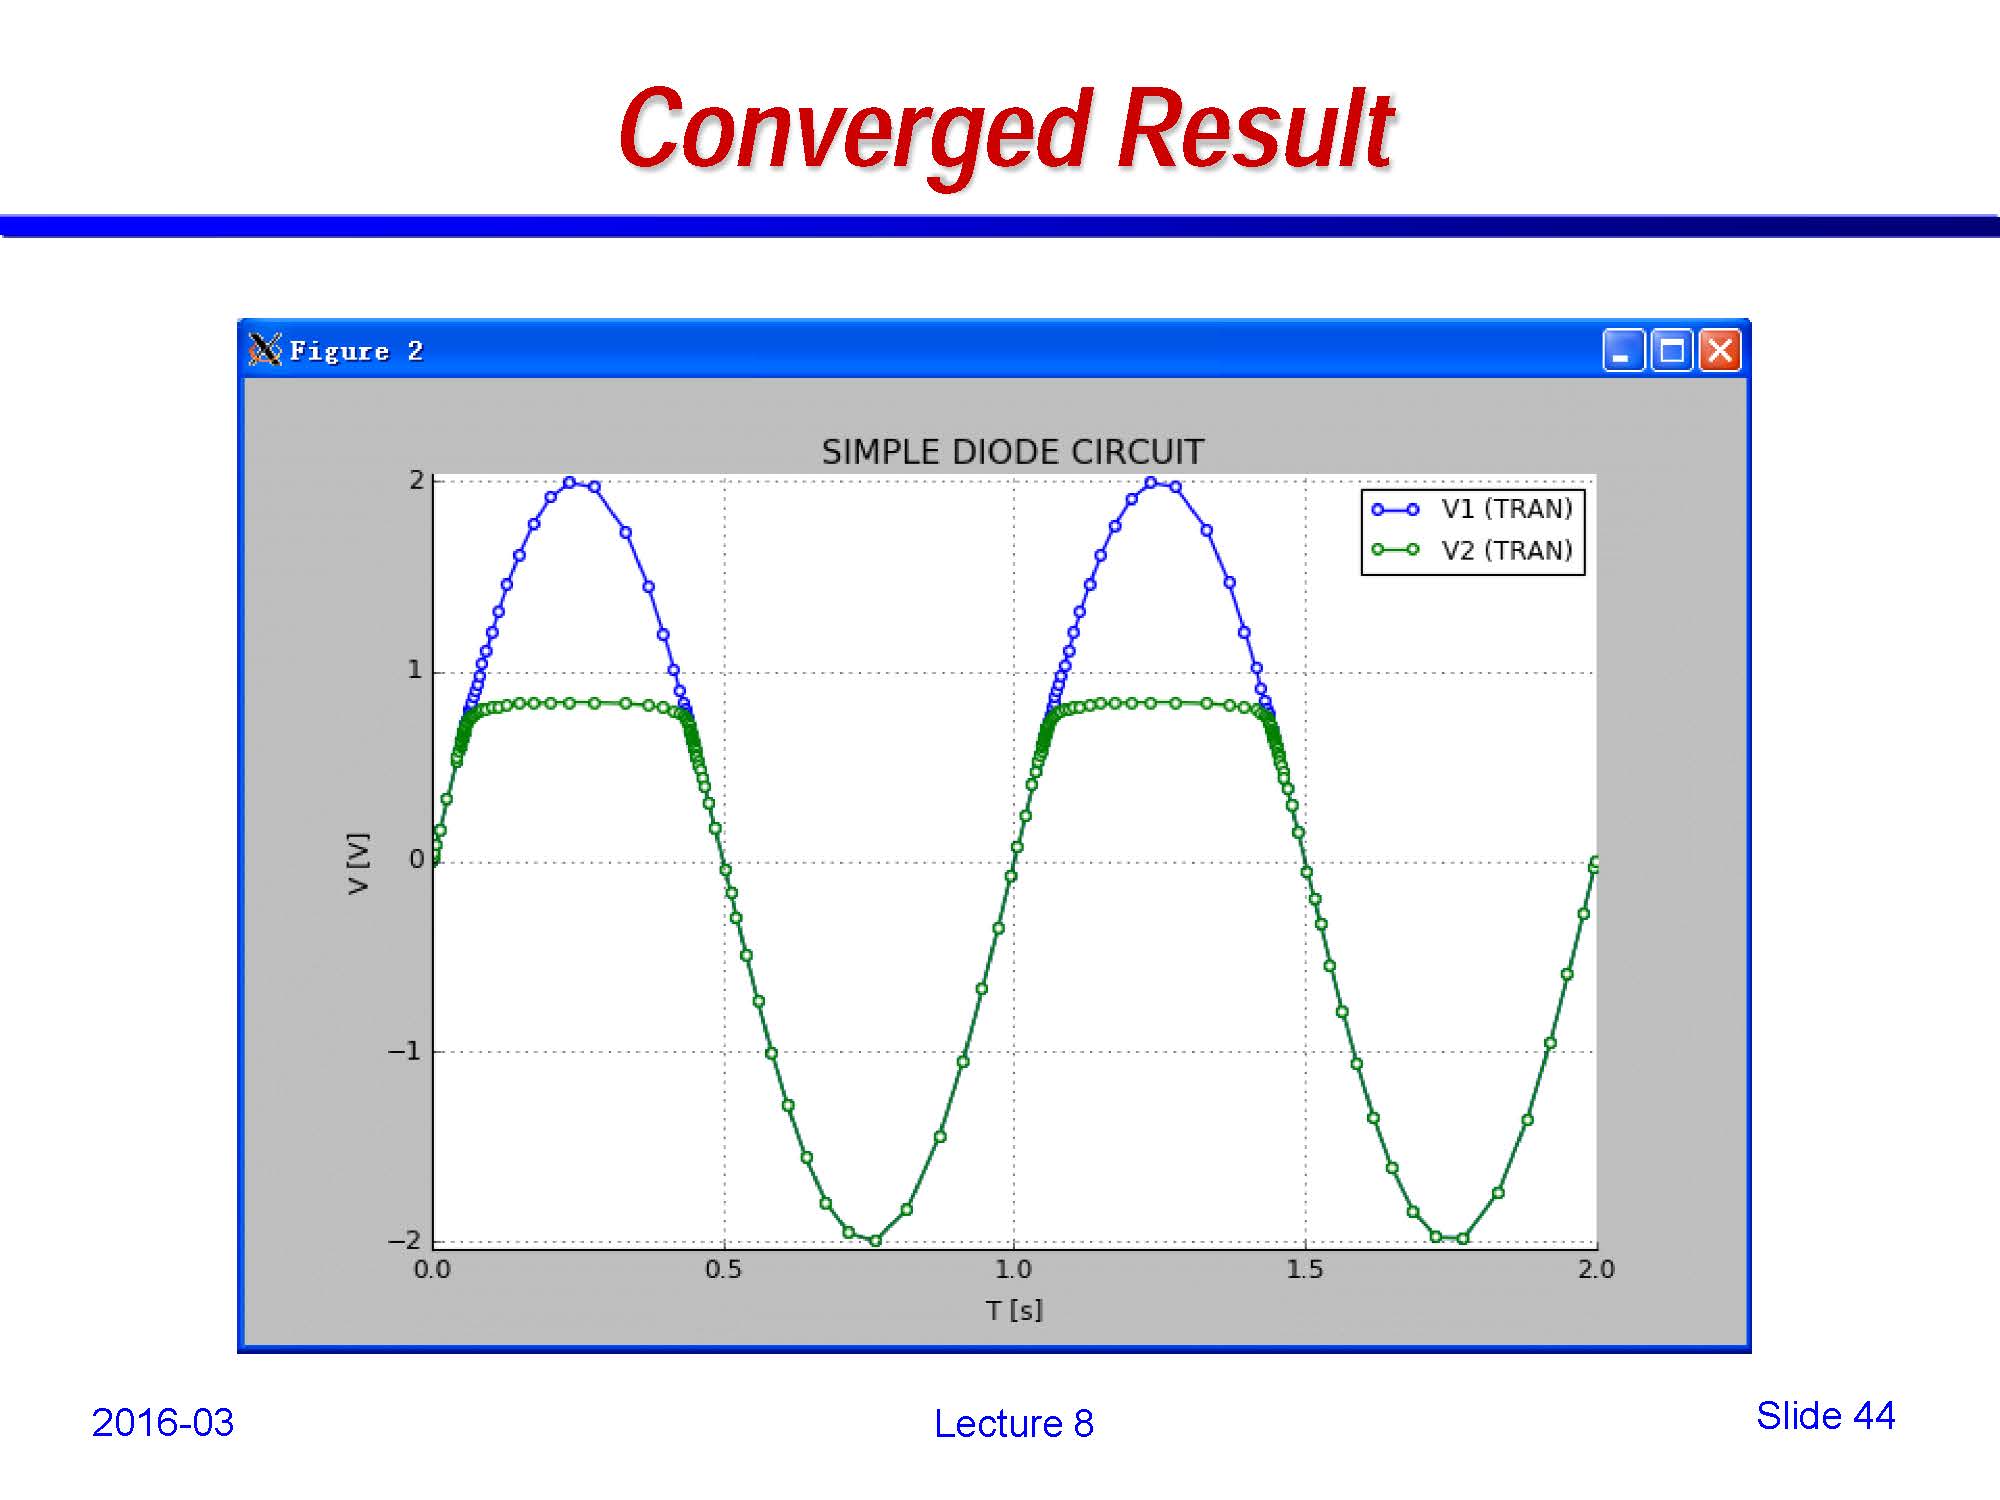 Converged Result
Figure 2
SIMPLE DIODE CIRCUIT
V1 (TRAN)
V2 (TRAN)
2
1
0
−1
−2
V [V]
0.0 0.5 1.0 1.5 2.0
T [s]
2016-03 Lecture 8 Slide 44